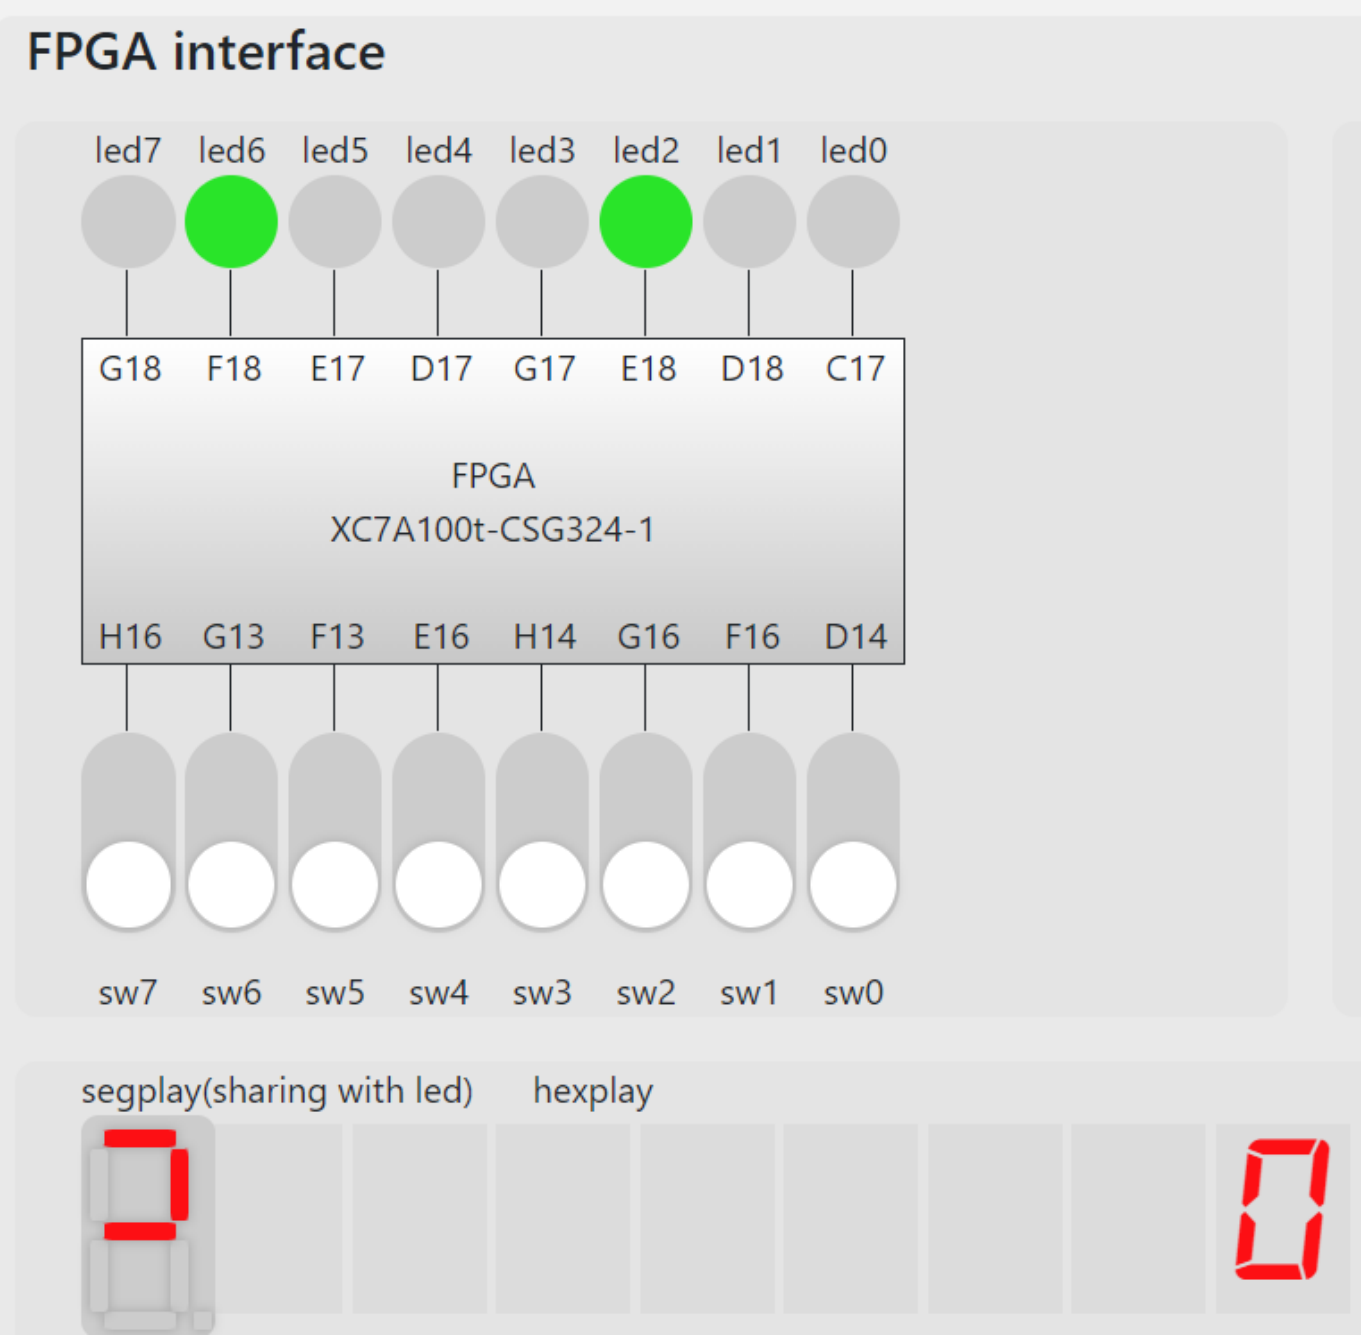 FPGA interface
led7 led6 led5 led4 led3 led2 led1 led0
G18 F18 E17 D17 G17 E18 D18 C17
FPGA
XC7A100t-CSG324-1
H16 G13 F13 E16 H14 G16 F16 D14
sw7 sw6 sw5 sw4 sw3 sw2 sw1 sw0
segplay(sharing with led) hexplay
0